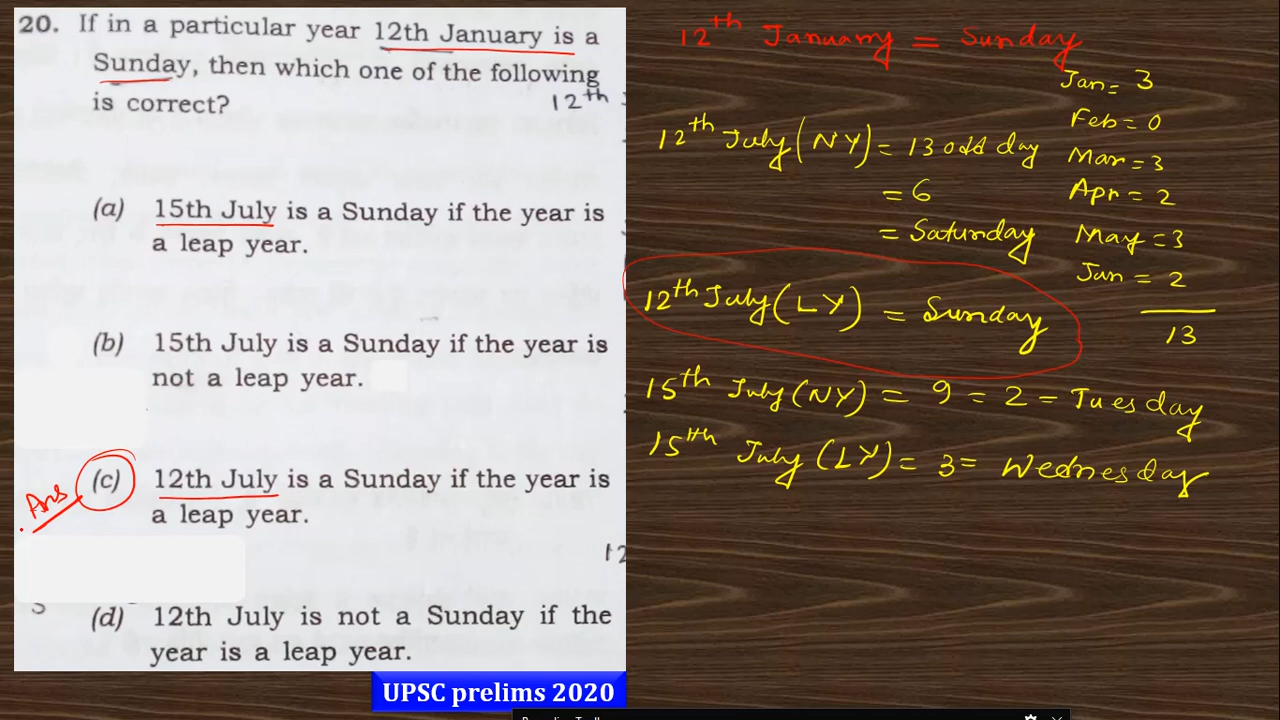 20. If in a particular year 12th January is a
Sunday, then which one of the following
is correct?
12th
(a) 15th July is a Sunday if the year is
a leap year.
(b) 15th July is a Sunday if the year is
not a leap year.
Ans
(c) 12th July is a Sunday if the year is
a leap year.
12
(d) 12th July is not a Sunday if the
year is a leap year.
UPSC prelims 2020
12th January = Sunday
12th July (NY) = 13 odd day
= 6
= Saturday
12th July (LY) = Sunday
15th July (NY) = 9 = 2 = Tuesday
15th July (LY) = 3 = Wednesday
Jan = 3
Feb = 0
Mar = 3
Apr = 2
May = 3
Jun = 2
13